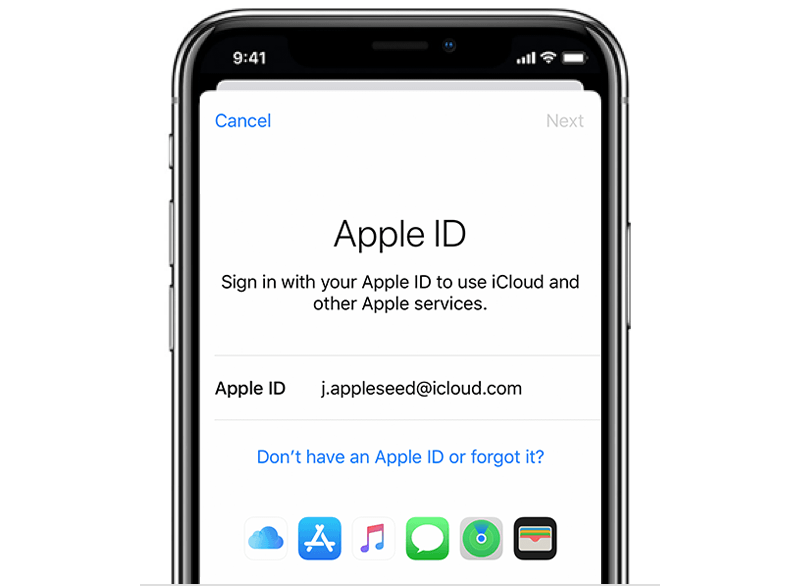 9:41
Cancel
Next
Apple ID
Sign in with your Apple ID to use iCloud and
other Apple services.
Apple ID j.appleseed@icloud.com
Don’t have an Apple ID or forgot it?